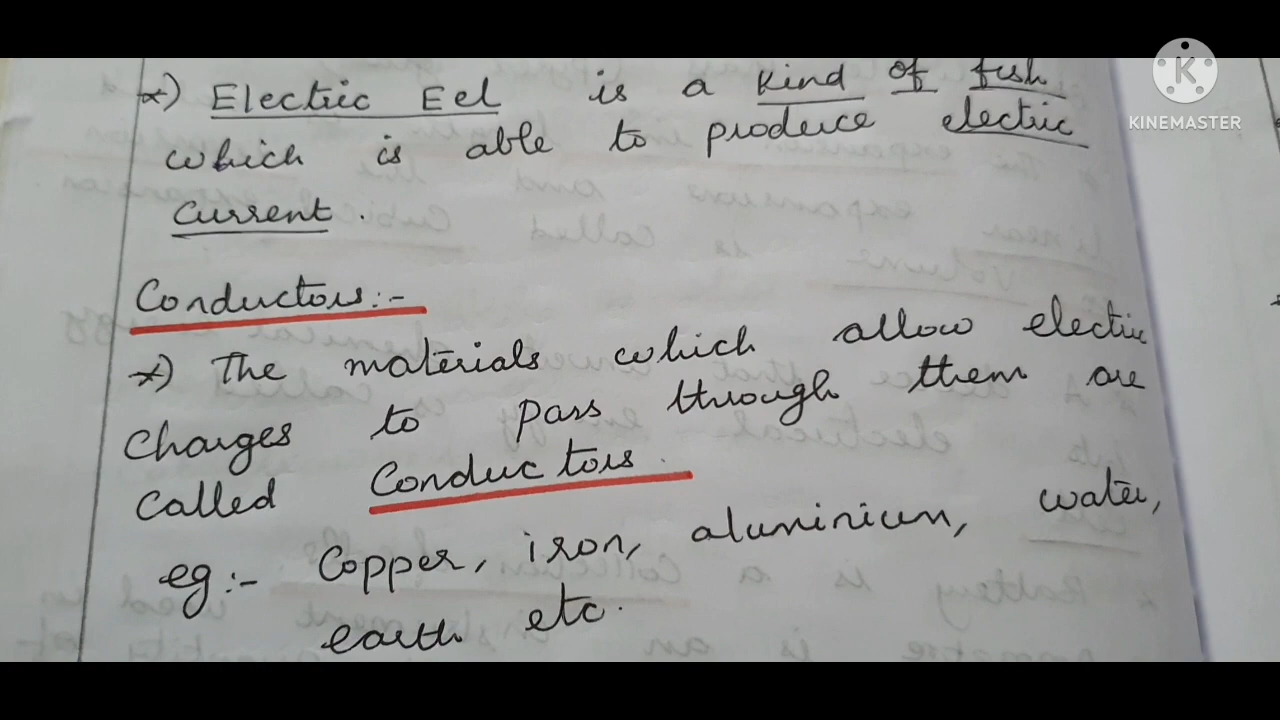 *) Electric Eel is a kind of fish
which is able to produce electric
current.
Conductors:-
*) The materials which allow electric
charges to pass through them are
called Conductors.
eg:- Copper, iron, aluminium, water,
earth etc.
KINEMASTER